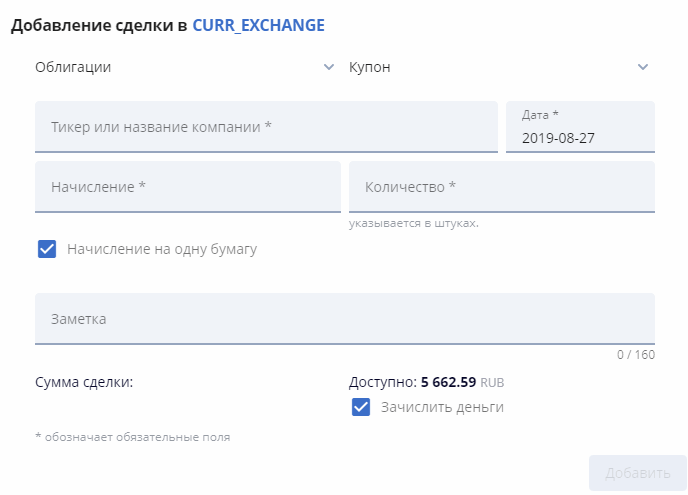 Добавление сделки в CURR_EXCHANGE
Облигации Купон
Тикер или название компании *
Дата *
2019-08-27
Начисление * Количество *
указывается в штуках.
Начисление на одну бумагу
Заметка
0 / 160
Сумма сделки: Доступно: 5 662.59 RUB
Зачислить деньги
* обозначает обязательные поля
Добавить